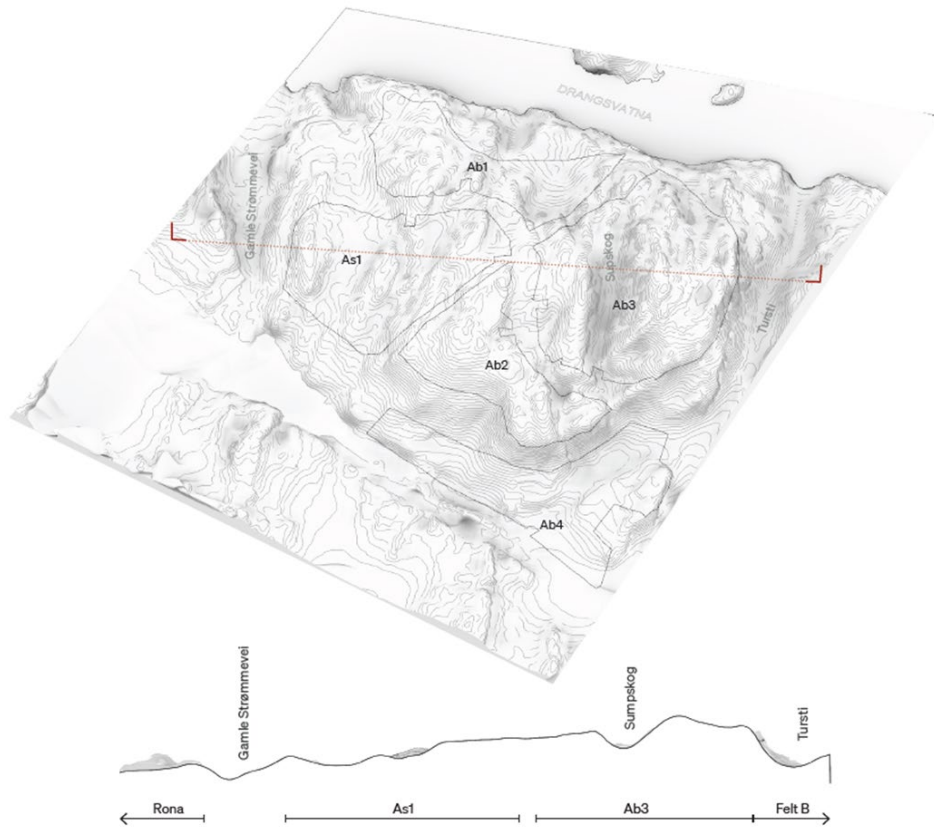 DRANGSVATNA
Ab1
Gamle Strømmevei
As1
Supskog
Ab3
Tursti
Ab2
Ab4
Gamle Strømmevei
Sumpskog
Tursti
Rona
As1
Ab3
Felt B